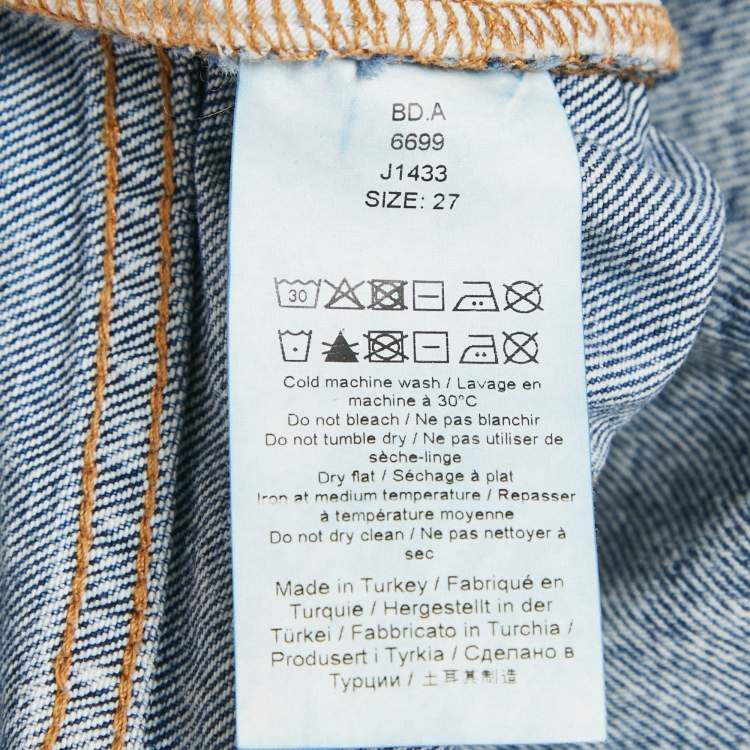 BD.A
6699
J1433
SIZE: 27
30
Cold machine wash / Lavage en
machine à 30°C
Do not bleach / Ne pas blanchir
Do not tumble dry / Ne pas utiliser de
sèche-linge
Dry flat / Séchage à plat
Iron at medium temperature / Repasser
à température moyenne
Do not dry clean / Ne pas nettoyer à
sec
Made in Turkey / Fabriqué en
Turquie / Hergestellt in der
Türkei / Fabbricato in Turchia /
Produsert i Tyrkia / Сделано в
Турции / 土耳其制造